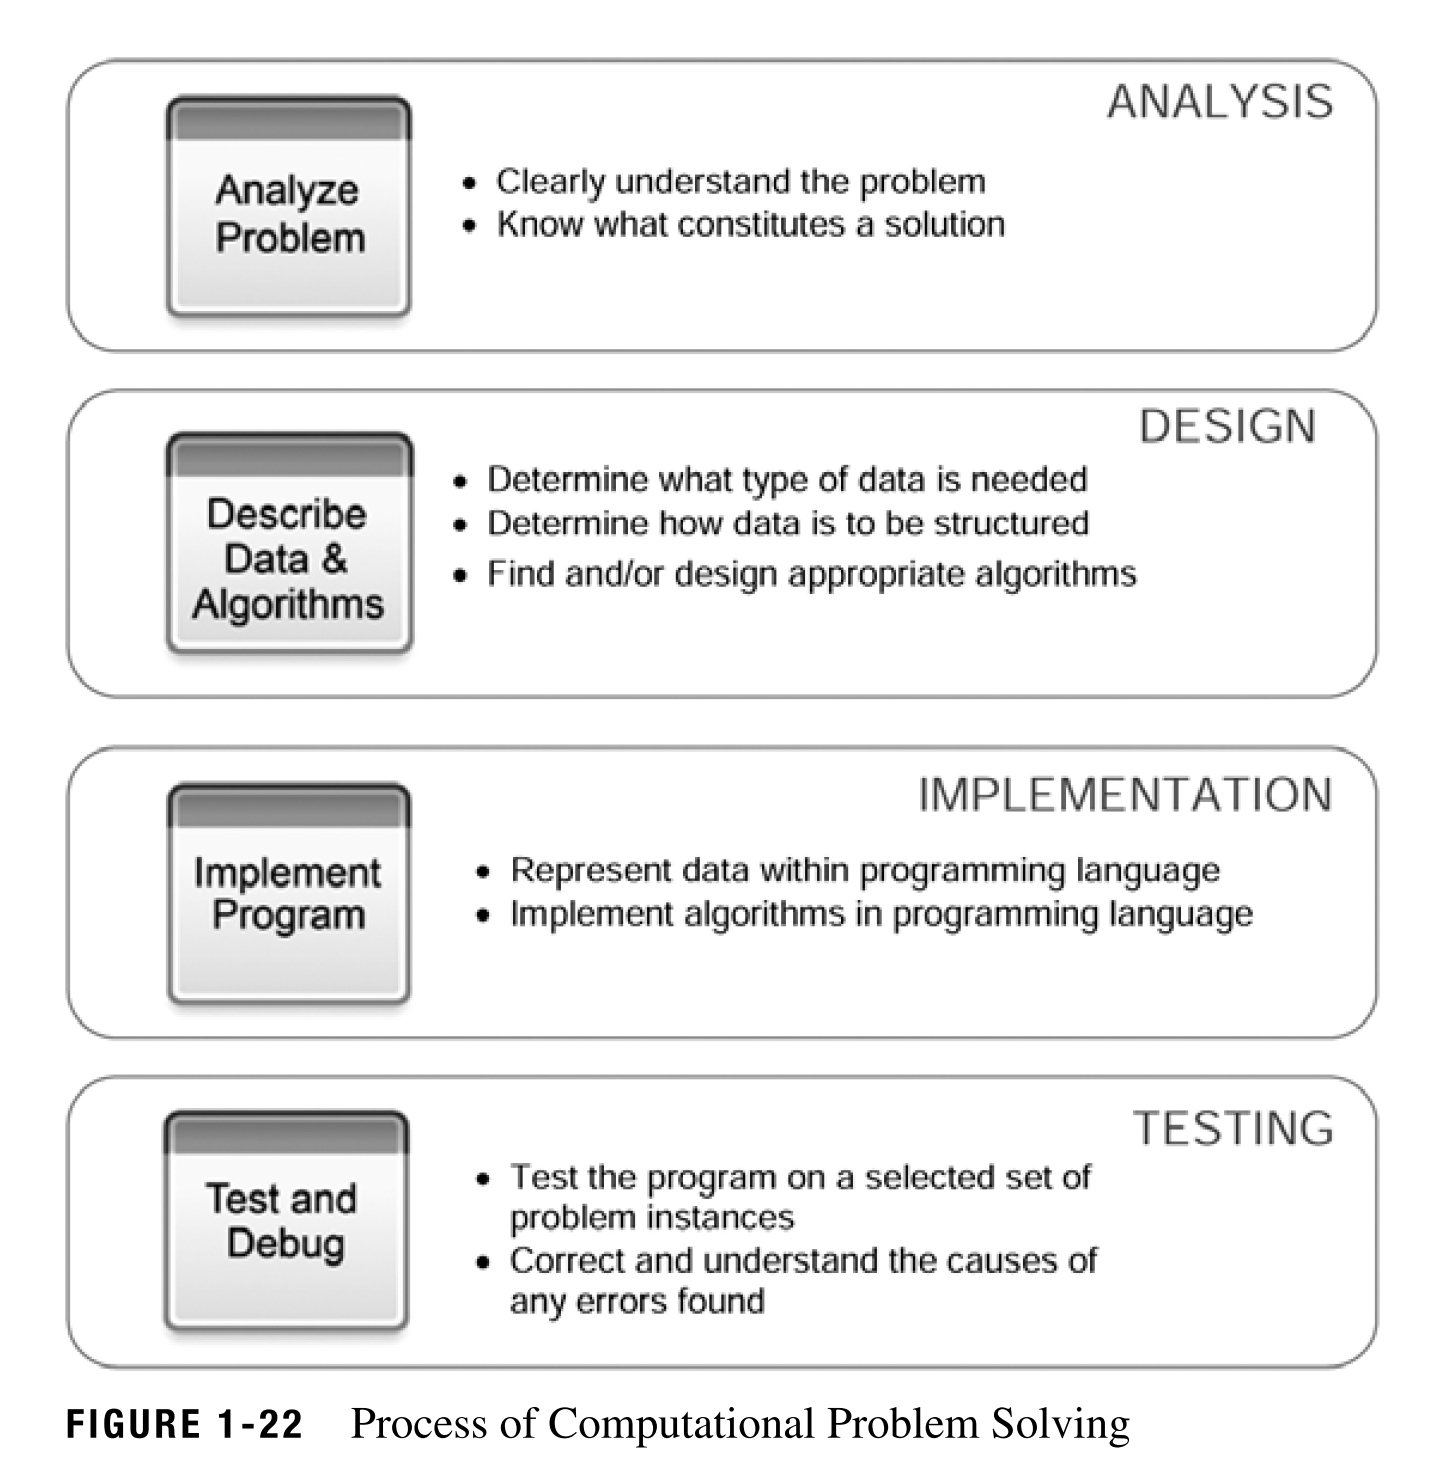 ANALYSIS
Analyze
Problem
• Clearly understand the problem
• Know what constitutes a solution
DESIGN
Describe
Data &
Algorithms
• Determine what type of data is needed
• Determine how data is to be structured
• Find and/or design appropriate algorithms
IMPLEMENTATION
Implement
Program
• Represent data within programming language
• Implement algorithms in programming language
TESTING
Test and
Debug
• Test the program on a selected set of
problem instances
• Correct and understand the causes of
any errors found
FIGURE 1-22 Process of Computational Problem Solving